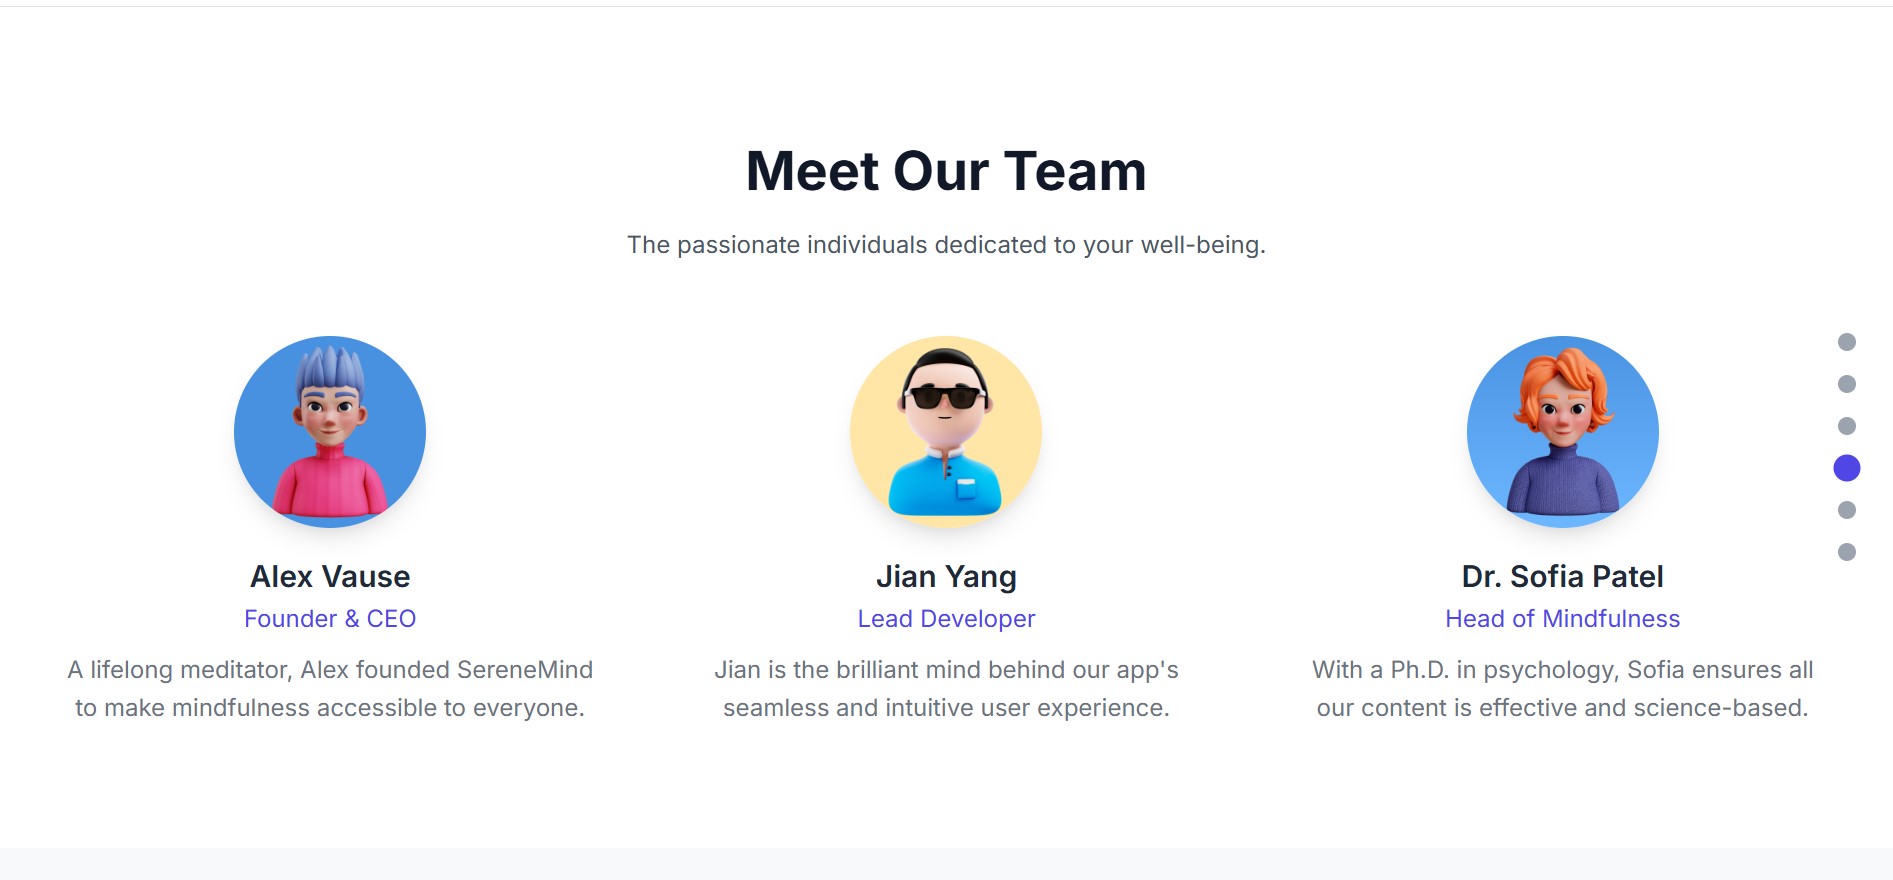 Meet Our Team
The passionate individuals dedicated to your well-being.
Alex Vause
Founder & CEO
A lifelong meditator, Alex founded SereneMind
to make mindfulness accessible to everyone.
Jian Yang
Lead Developer
Jian is the brilliant mind behind our app's
seamless and intuitive user experience.
Dr. Sofia Patel
Head of Mindfulness
With a Ph.D. in psychology, Sofia ensures all
our content is effective and science-based.